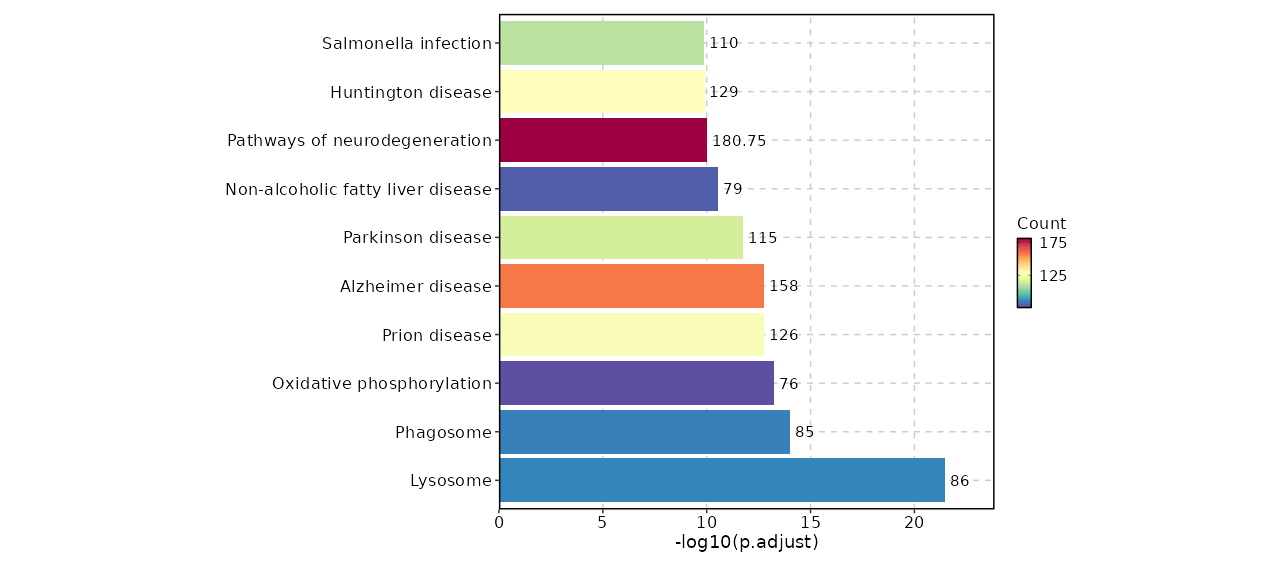 Salmonella infection 110
Huntington disease 129
Pathways of neurodegeneration 180.75
Non-alcoholic fatty liver disease 79
Parkinson disease 115
Alzheimer disease 158
Prion disease 126
Oxidative phosphorylation 76
Phagosome 85
Lysosome 86
0 5 10 15 20
-log10(p.adjust)
Count
175
125